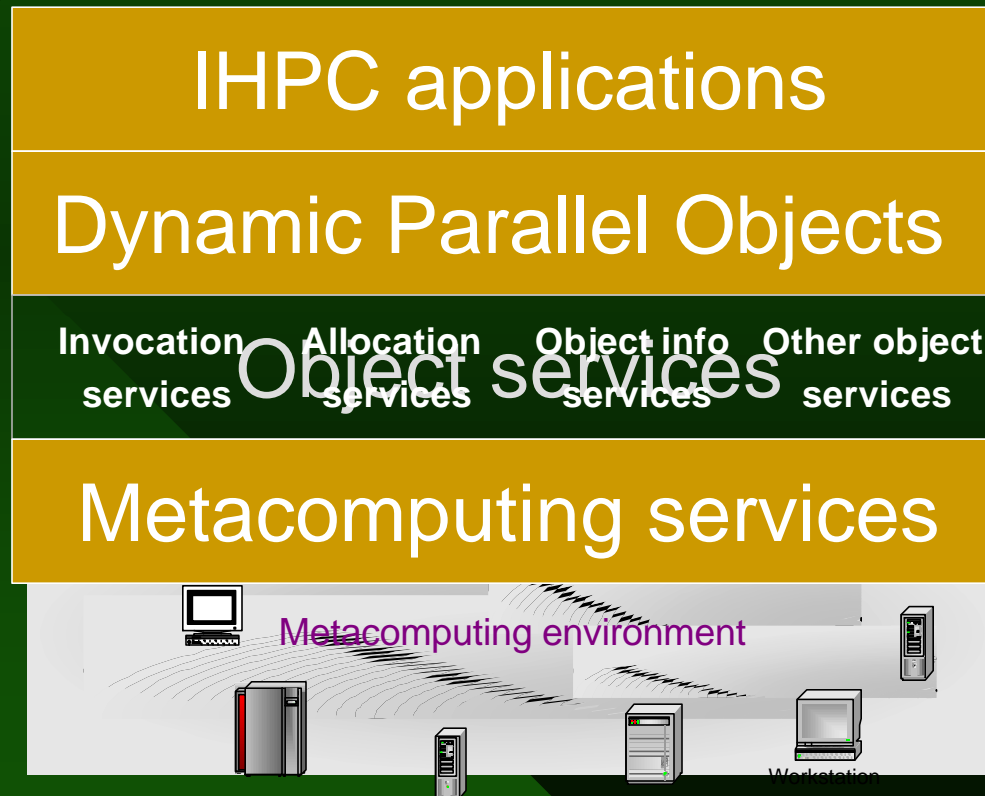 IHPC applications
Dynamic Parallel Objects
Object services
Invocation Allocation Object info Other object
services services services services
Metacomputing services
Metacomputing environment
Workstation